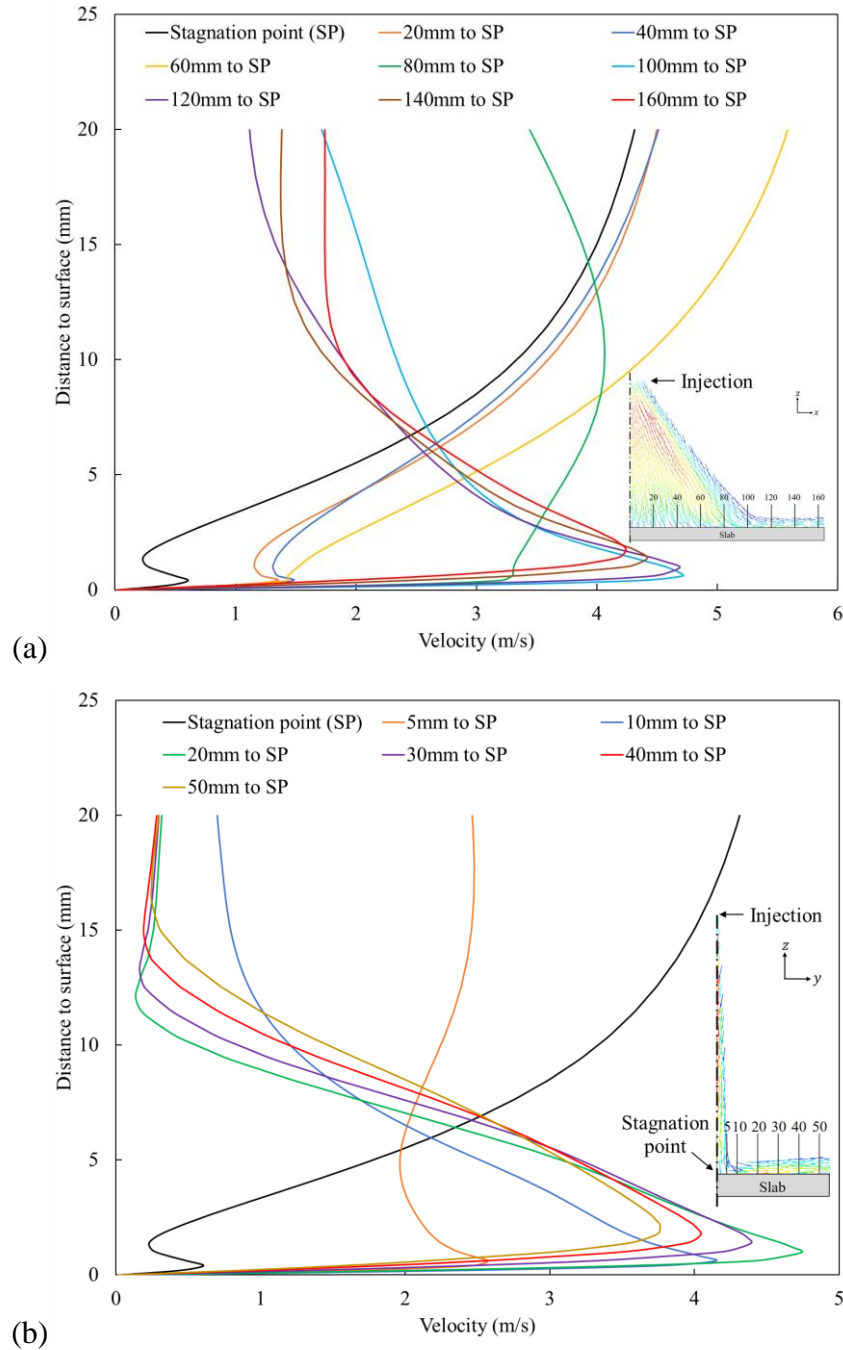 25
Stagnation point (SP) 20mm to SP 40mm to SP
60mm to SP 80mm to SP 100mm to SP
120mm to SP 140mm to SP 160mm to SP
20
15
10
5
0
Distance to surface (mm)
Injection
z
x
20 40 60 80 100 120 140 160
Slab
0 1 2 3 4 5 6
Velocity (m/s)
(a)
25
Stagnation point (SP) 5mm to SP 10mm to SP
20mm to SP 30mm to SP 40mm to SP
50mm to SP
20
15
10
5
0
Distance to surface (mm)
Injection
z
y
Stagnation
point
5 10 20 30 40 50
Slab
0 1 2 3 4 5
Velocity (m/s)
(b)